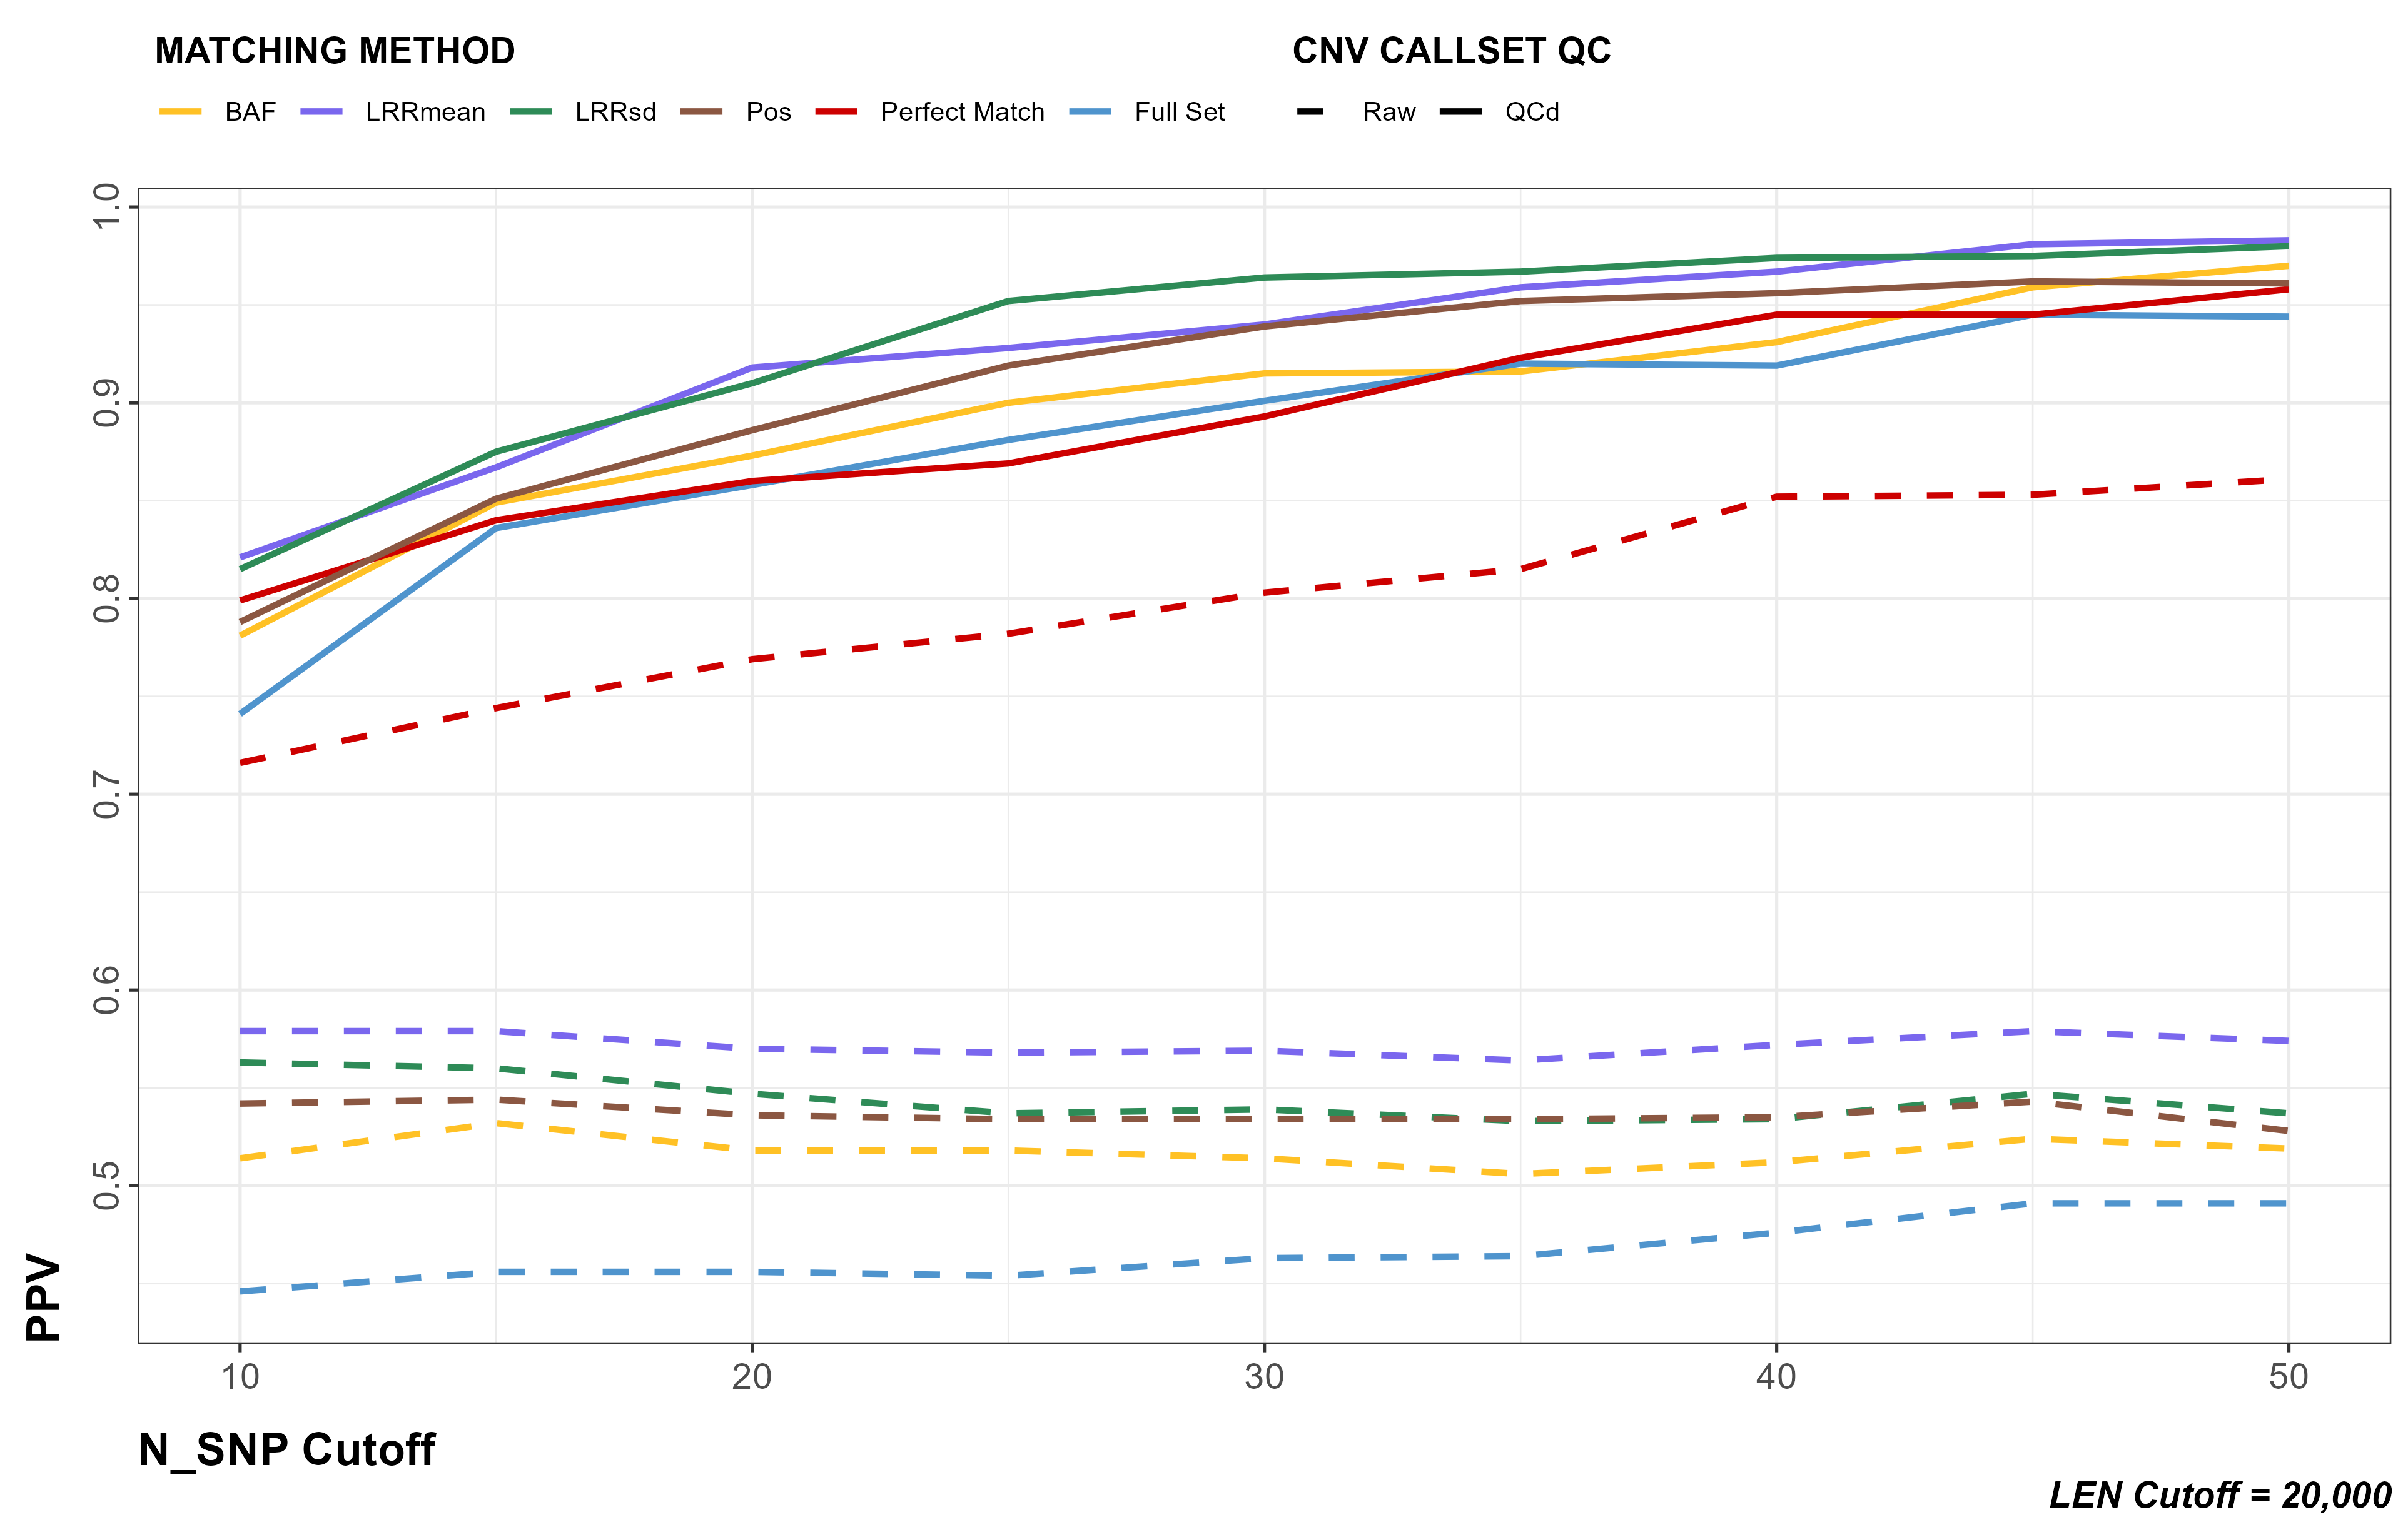 MATCHING METHOD
CNV CALLSET QC
BAF LRRmean LRRsd Pos Perfect Match Full Set
Raw QCd
1.0
0.9
0.8
0.7
0.6
0.5
PPV
10 20 30 40 50
N_SNP Cutoff
LEN Cutoff = 20,000